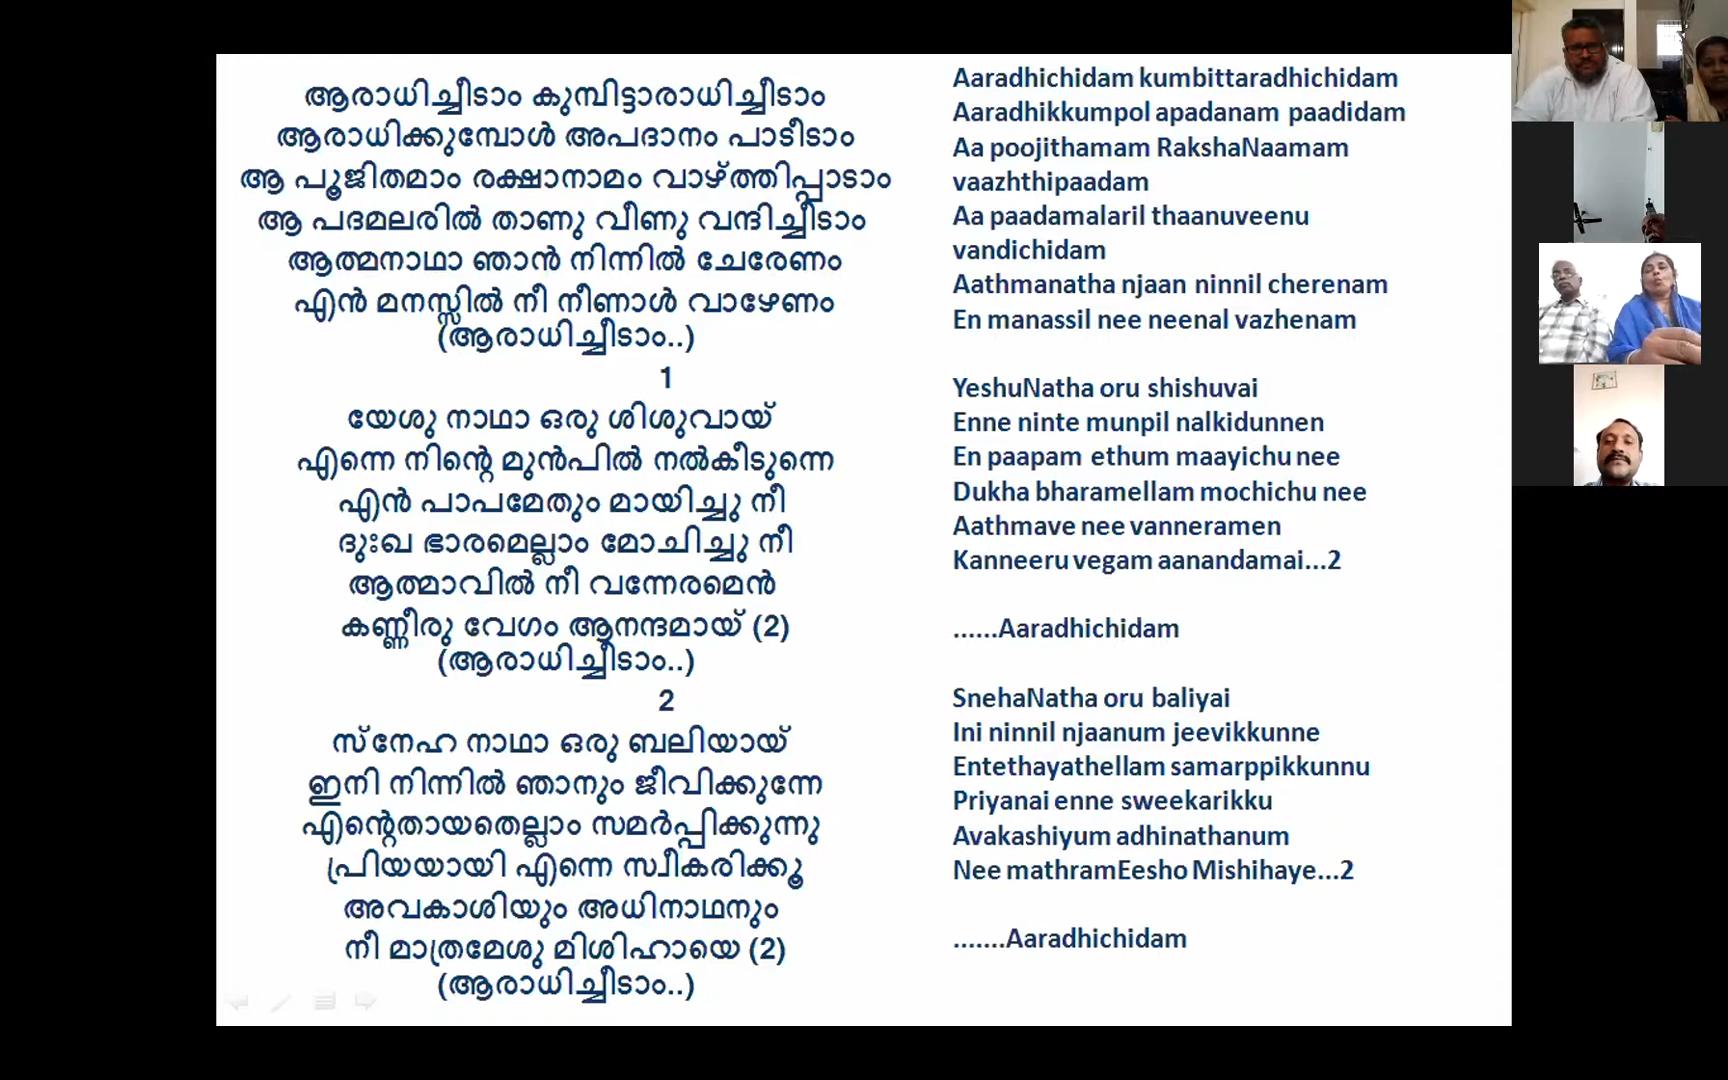 ആരാധിച്ചീടാം കുമ്പിട്ടാരാധിച്ചീടാം
ആരാധിക്കുമ്പോൾ അപദാനം പാടീടാം
ആ പൂജിതമാം രക്ഷാനാമം വാഴ്ത്തിപ്പാടാം
ആ പദമലരിൽ താണു വീണു വന്ദിച്ചീടാം
ആത്മനാഥാ ഞാൻ നിന്നിൽ ചേരേണം
എൻ മനസ്സിൽ നീ നീണാൾ വാഴേണം
(ആരാധിച്ചീടാം..)
1
യേശു നാഥാ ഒരു ശിശുവായ്
എന്നെ നിന്റെ മുൻപിൽ നൽകീടുന്നെ
എൻ പാപമേതും മായിച്ചു നീ
ദുഃഖ ഭാരമെല്ലാം മോചിച്ചു നീ
ആത്മാവിൽ നീ വന്നേരമെൻ
കണ്ണീരു വേഗം ആനന്ദമായ് (2)
(ആരാധിച്ചീടാം..)
2
സ്നേഹ നാഥാ ഒരു ബലിയായ്
ഇനി നിന്നിൽ ഞാനും ജീവിക്കുന്നേ
എന്റെതായതെല്ലാം സമർപ്പിക്കുന്നു
പ്രിയയായി എന്നെ സ്വീകരിക്കൂ
അവകാശിയും അധിനാഥനും
നീ മാത്രമേശു മിശിഹായെ (2)
(ആരാധിച്ചീടാം..)
Aaradhichidam kumbittaradhichidam
Aaradhikkumpol apadanam paadidam
Aa poojithamam RakshaNaamam
vaazhthipaadam
Aa paadamalaril thaanuveenu
vandichidam
Aathmanatha njaan ninnil cherenam
En manassil nee neenal vazhenam
YeshuNatha oru shishuvai
Enne ninte munpil nalkidunnen
En paapam ethum maayichu nee
Dukha bharamellam mochichu nee
Aathmave nee vanneramen
Kanneeru vegam aanandamai...2
......Aaradhichidam
SnehaNatha oru baliyai
Ini ninnil njaanum jeevikkunne
Entethayathellam samarppikkunnu
Priyanai enne sweekarikku
Avakashiyum adhinathanum
Nee mathramEesho Mishihaye...2
.......Aaradhichidam